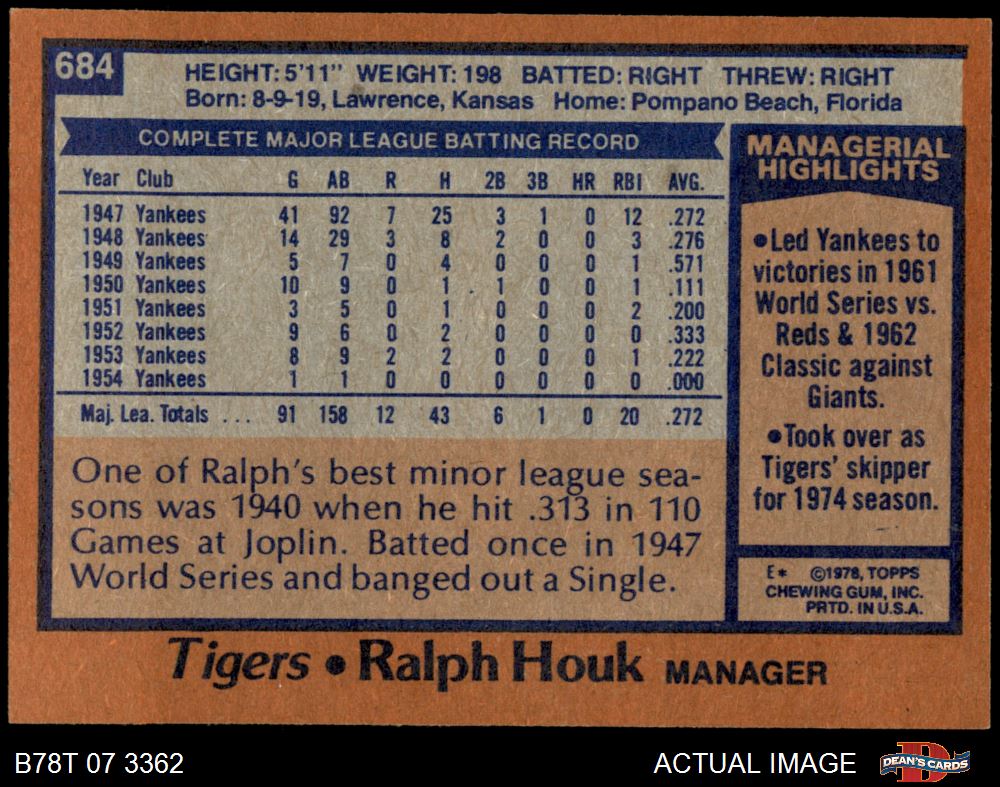 684
HEIGHT: 5'11" WEIGHT: 198 BATTED: RIGHT THREW: RIGHT
Born: 8-9-19, Lawrence, Kansas Home: Pompano Beach, Florida
COMPLETE MAJOR LEAGUE BATTING RECORD
Year Club G AB R H 2B 3B HR RBI AVG.
1947 Yankees 41 92 7 25 3 1 0 12 .272
1948 Yankees 14 29 3 8 2 0 0 3 .276
1949 Yankees 5 7 0 4 0 0 0 1 .571
1950 Yankees 10 9 0 1 1 0 0 1 .111
1951 Yankees 3 5 0 1 0 0 0 2 .200
1952 Yankees 9 6 0 2 0 0 0 0 .333
1953 Yankees 8 9 2 2 0 0 0 1 .222
1954 Yankees 1 1 0 0 0 0 0 0 .000
Maj. Lea. Totals ... 91 158 12 43 6 1 0 20 .272
One of Ralph's best minor league sea-
sons was 1940 when he hit .313 in 110
Games at Joplin. Batted once in 1947
World Series and banged out a Single.
MANAGERIAL
HIGHLIGHTS
•Led Yankees to
victories in 1961
World Series vs.
Reds & 1962
Classic against
Giants.
•Took over as
Tigers' skipper
for 1974 season.
E* ©1978, TOPPS
CHEWING GUM, INC.
PRTD. IN U.S.A.
Tigers • Ralph Houk MANAGER
B78T 07 3362
ACTUAL IMAGE
D
DEAN'S CARDS